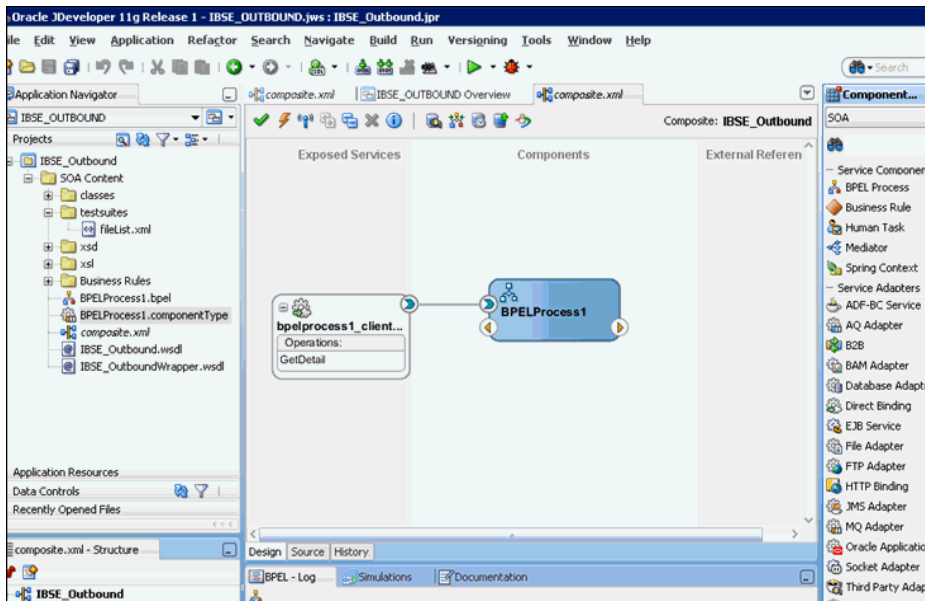 Oracle JDeveloper 11g Release 1 - IBSE_OUTBOUND.jws : IBSE_Outbound.jpr
Edit View Application Refactor Search Navigate Build Run Versioning Tools Window Help
Search
Application Navigator
composite.xml
IBSE_OUTBOUND Overview
composite.xml
Component...
IBSE_OUTBOUND
Composite: IBSE_Outbound
SOA
Projects
IBSE_Outbound
SOA Content
classes
testsuites
fileList.xml
xsd
xsl
Business Rules
BPELProcess1.bpel
BPELProcess1.componentType
composite.xml
IBSE_Outbound.wsdl
IBSE_OutboundWrapper.wsdl
Application Resources
Data Controls
Recently Opened Files
composite.xml - Structure
IBSE_Outbound
Exposed Services
Components
External Referen
bpelprocess1_client...
Operations:
GetDetail
BPELProcess1
Design Source History
BPEL - Log
Simulations
Documentation
Service Componen
BPEL Process
Business Rule
Human Task
Mediator
Spring Context
Service Adapters
ADF-BC Service
AQ Adapter
B2B
BAM Adapter
Database Adapt
Direct Binding
EJB Service
File Adapter
FTP Adapter
HTTP Binding
JMS Adapter
MQ Adapter
Oracle Applicatio
Socket Adapter
Third Party Adap